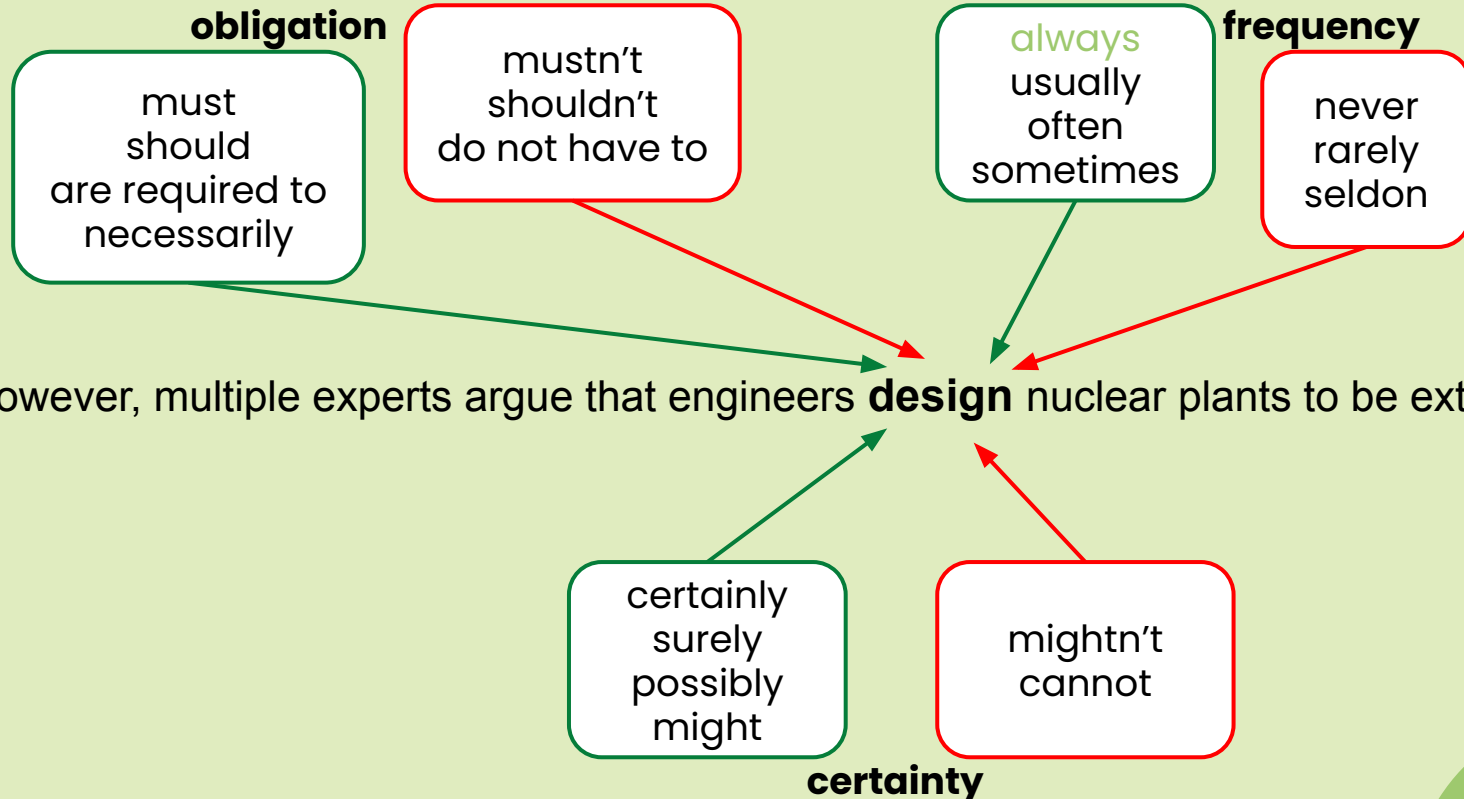 obligation
must
should
are required to
necessarily
mustn't
shouldn't
do not have to
always
usually
often
sometimes
frequency
never
rarely
seldon
owever, multiple experts argue that engineers design nuclear plants to be ext
certainly
surely
possibly
might
mightn't
cannot
certainty